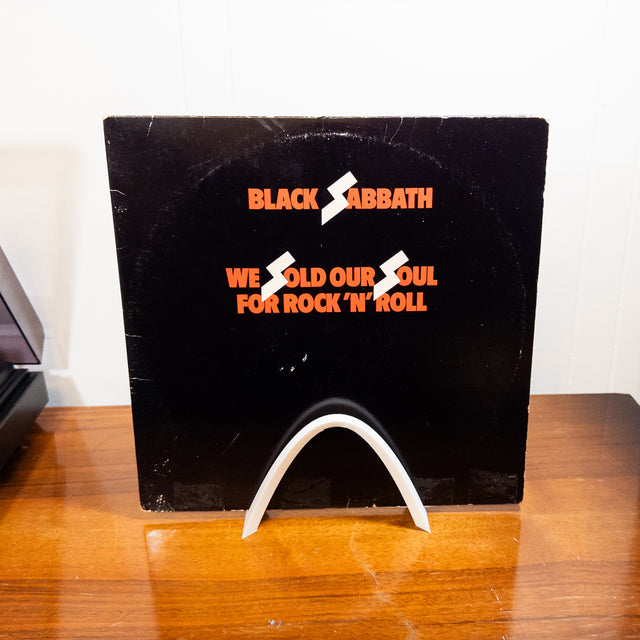 BLACK SABBATH
WE SOLD OUR SOUL
FOR ROCK 'N' ROLL